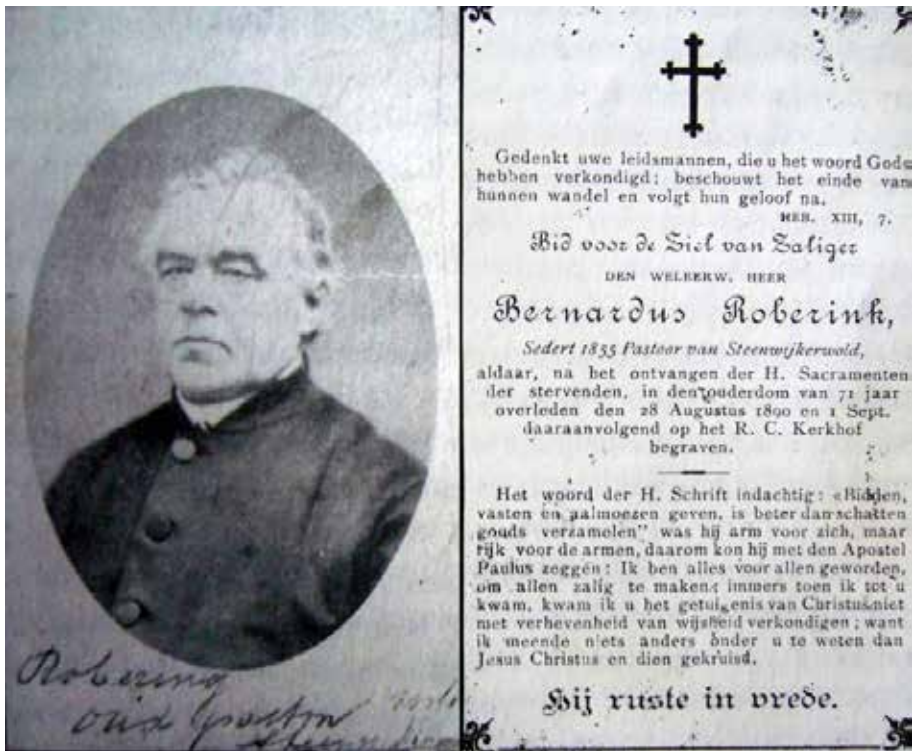 Robering
oud
Gedenkt uwe leidsmannen, die u het woord Gods
hebben verkondigd; beschouwt het einde van
hunnen wandel en volgt hun geloof na.
HEB. XIII, 7.
Bid voor de Ziel van Zaliger
DEN WELEERW. HEER
Bernardus Roberink,
Sedert 1855 Pastoor van Steenwijkerwold,
aldaar, na het ontvangen der H. Sacramenten
der stervenden, in den ouderdom van 71 jaar
overleden den 28 Augustus 1890 en 1 Sept.
daaraanvolgend op het R. C. Kerkhof
begraven.
Het woord der H. Schrift indachtig: «Bidden,
vasten en aalmoezen geven, is beter dan schatten
gouds verzamelen” was hij arm voor zich, maar
rijk voor de armen, daarom kon hij met den Apostel
Paulus zeggen: Ik ben alles voor allen geworden,
om allen zalig te maken; immers toen ik tot u
kwam, kwam ik u het getuigenis van Christus niet
met verhevenheid van wijsheid verkondigen; want
ik meende niets anders onder u te weten dan
Jesus Christus en dien gekruisd.
Hij ruste in vrede.